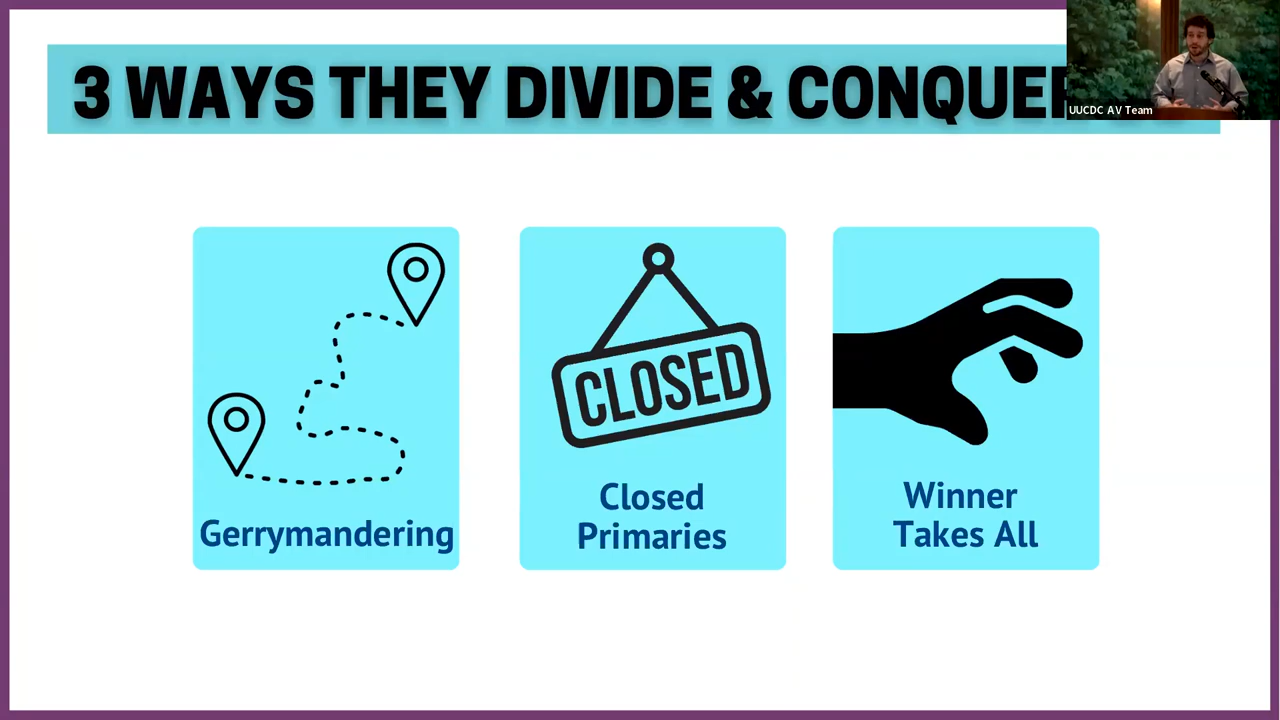 3 WAYS THEY DIVIDE & CONQUER
UUCDC AV Team
CLOSED
Gerrymandering
Closed
Primaries
Winner
Takes All